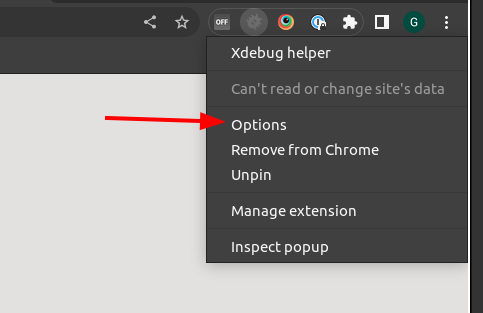 OFF
G
Xdebug helper
Can't read or change site's data
Options
Remove from Chrome
Unpin
Manage extension
Inspect popup